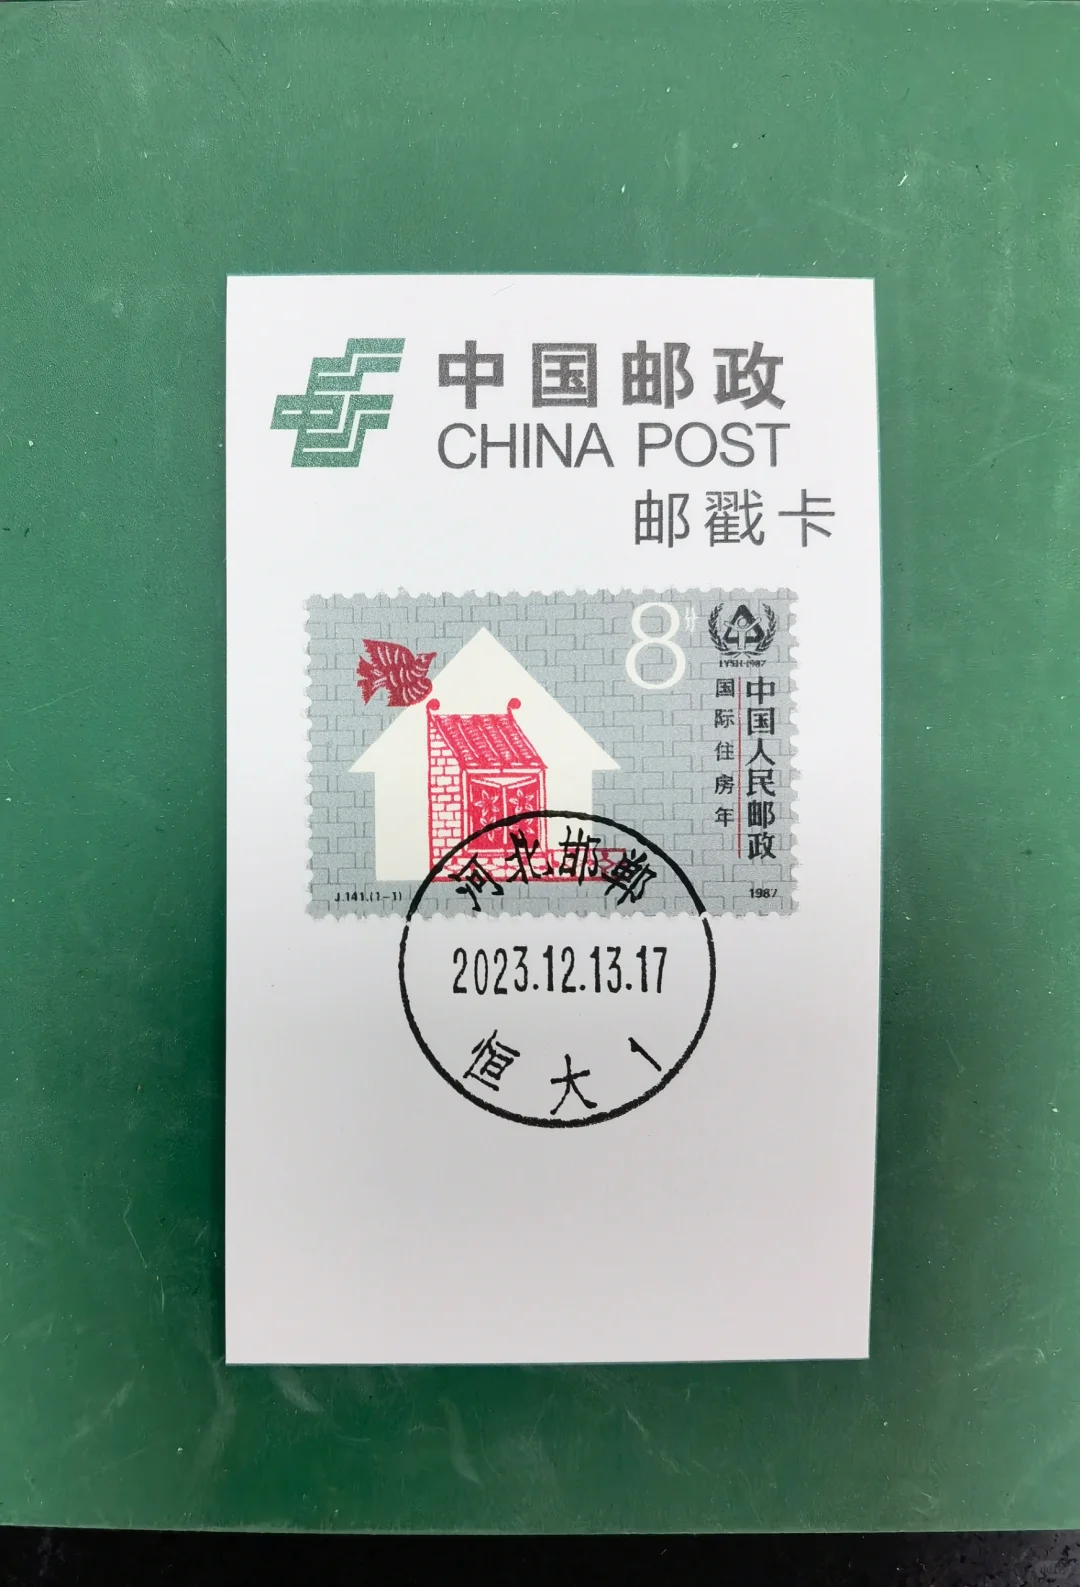 中国邮政
CHINA POST
邮戳卡
8分
IYSH·1987
中国人民邮政
国际住房年
J.141.(1-1)
1987
河北邯郸
2023.12.13.17
恒大 1